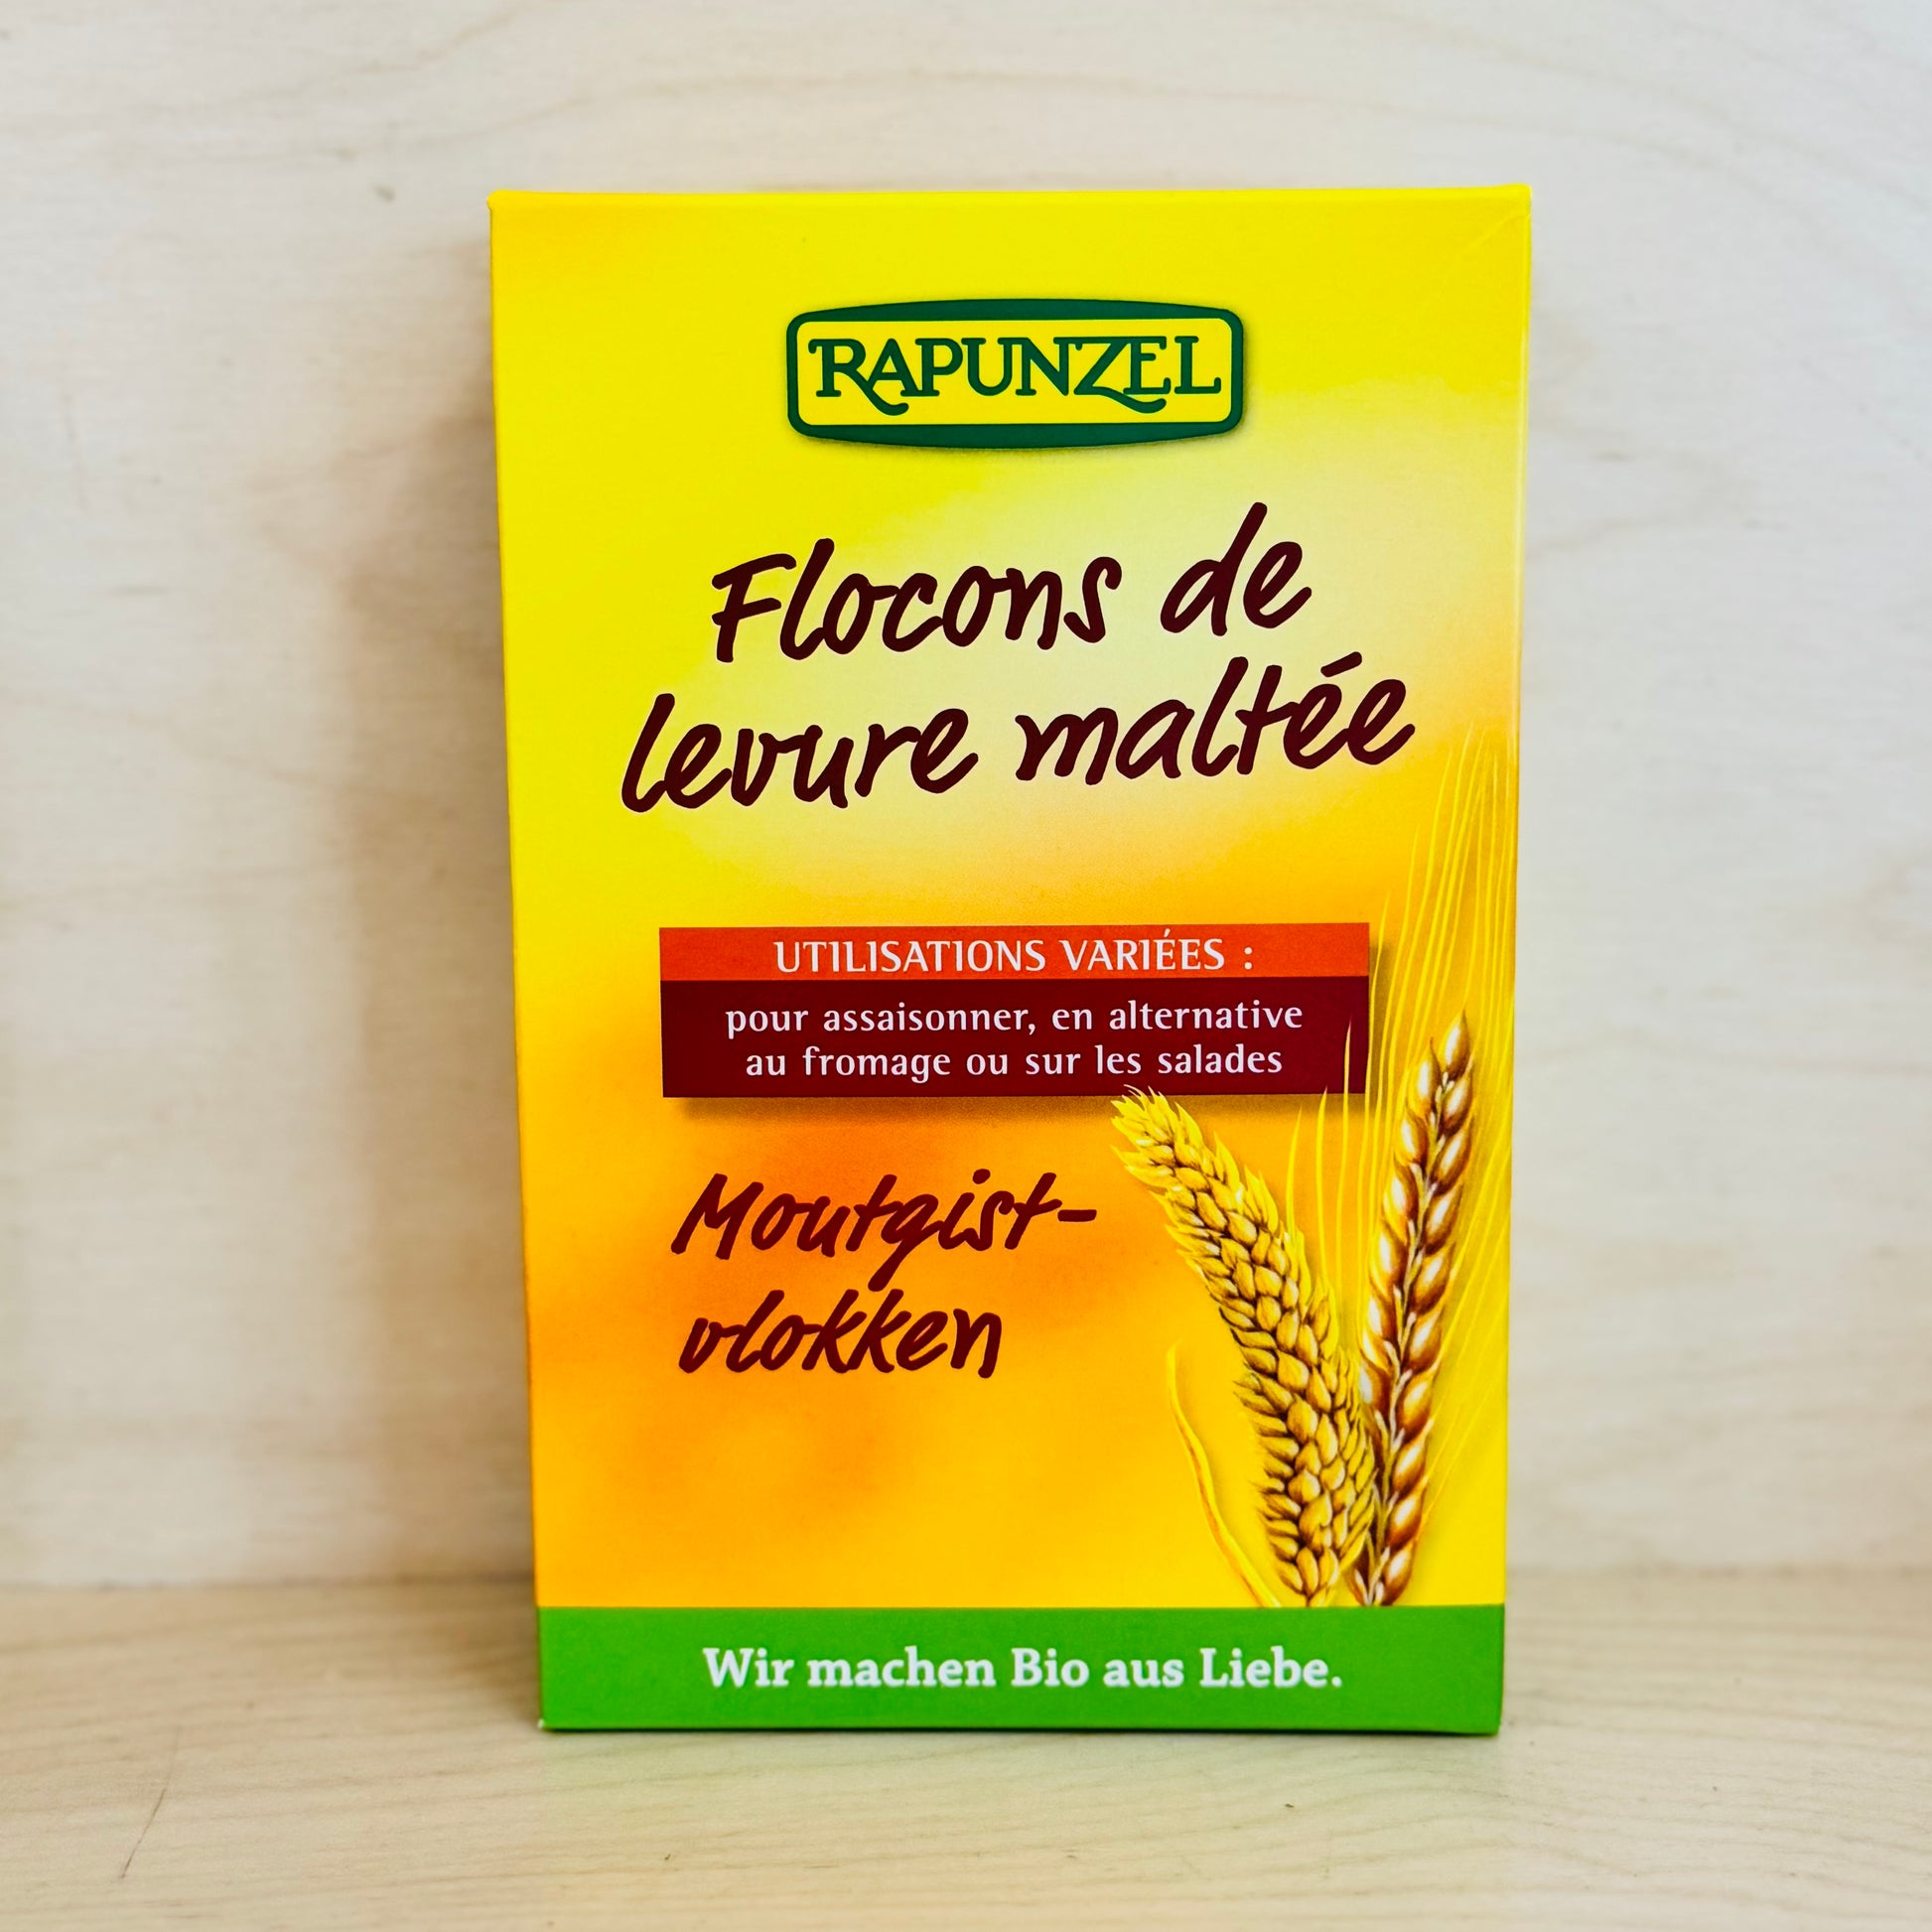 RAPUNZEL
Flocons de
levure maltée
UTILISATIONS VARIÉES :
pour assaisonner, en alternative
au fromage ou sur les salades
Moutgist-
vlokken
Wir machen Bio aus Liebe.